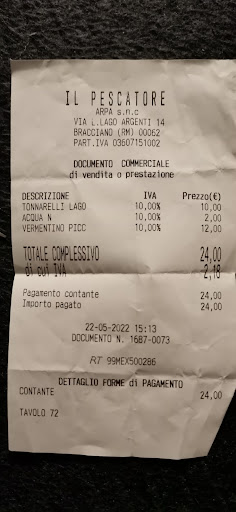 IL PESCATORE
ARPA s.n.c
VIA L.LAGO ARGENTI 14
BRACCIANO (RM) 00062
PART.IVA 03607151002
DOCUMENTO COMMERCIALE
di vendita o prestazione
DESCRIZIONE IVA Prezzo(€)
TONNARELLI LAGO 10,00% 10,00
ACQUA N 10,00% 2,00
VERMENTINO PICC 10,00% 12,00
TOTALE COMPLESSIVO 24,00
di cui IVA 2,18
Pagamento contante 24,00
Importo pagato 24,00
22-05-2022 15:13
DOCUMENTO N. 1687-0073
RT 99MEX500286
DETTAGLIO FORME di PAGAMENTO
CONTANTE 24,00
TAVOLO 72